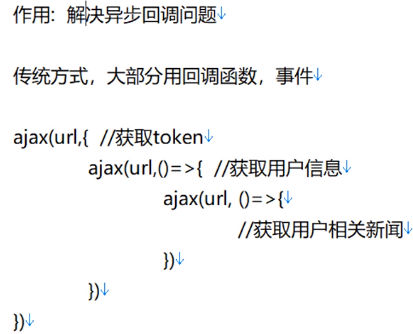 作用: 解决异步回调问题↓
传统方式，大部分用回调函数，事件↓
ajax(url,{ //获取token↓
ajax(url,()=>{ //获取用户信息↓
ajax(url, ()=>{↓
//获取用户相关新闻↓
})↓
})↓
})↓